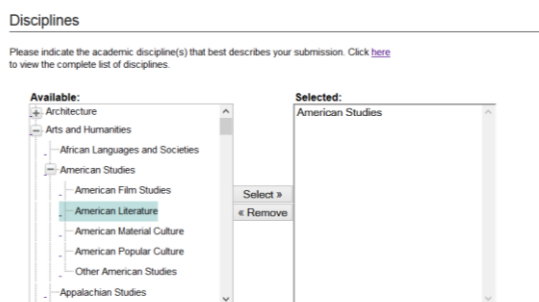 Disciplines
Please indicate the academic discipline(s) that best describes your submission. Click here
to view the complete list of disciplines.
Available:
Architecture
Arts and Humanities
African Languages and Societies
American Studies
American Film Studies
American Literature
American Material Culture
American Popular Culture
Other American Studies
Appalachian Studies
Select »
« Remove
Selected:
American Studies